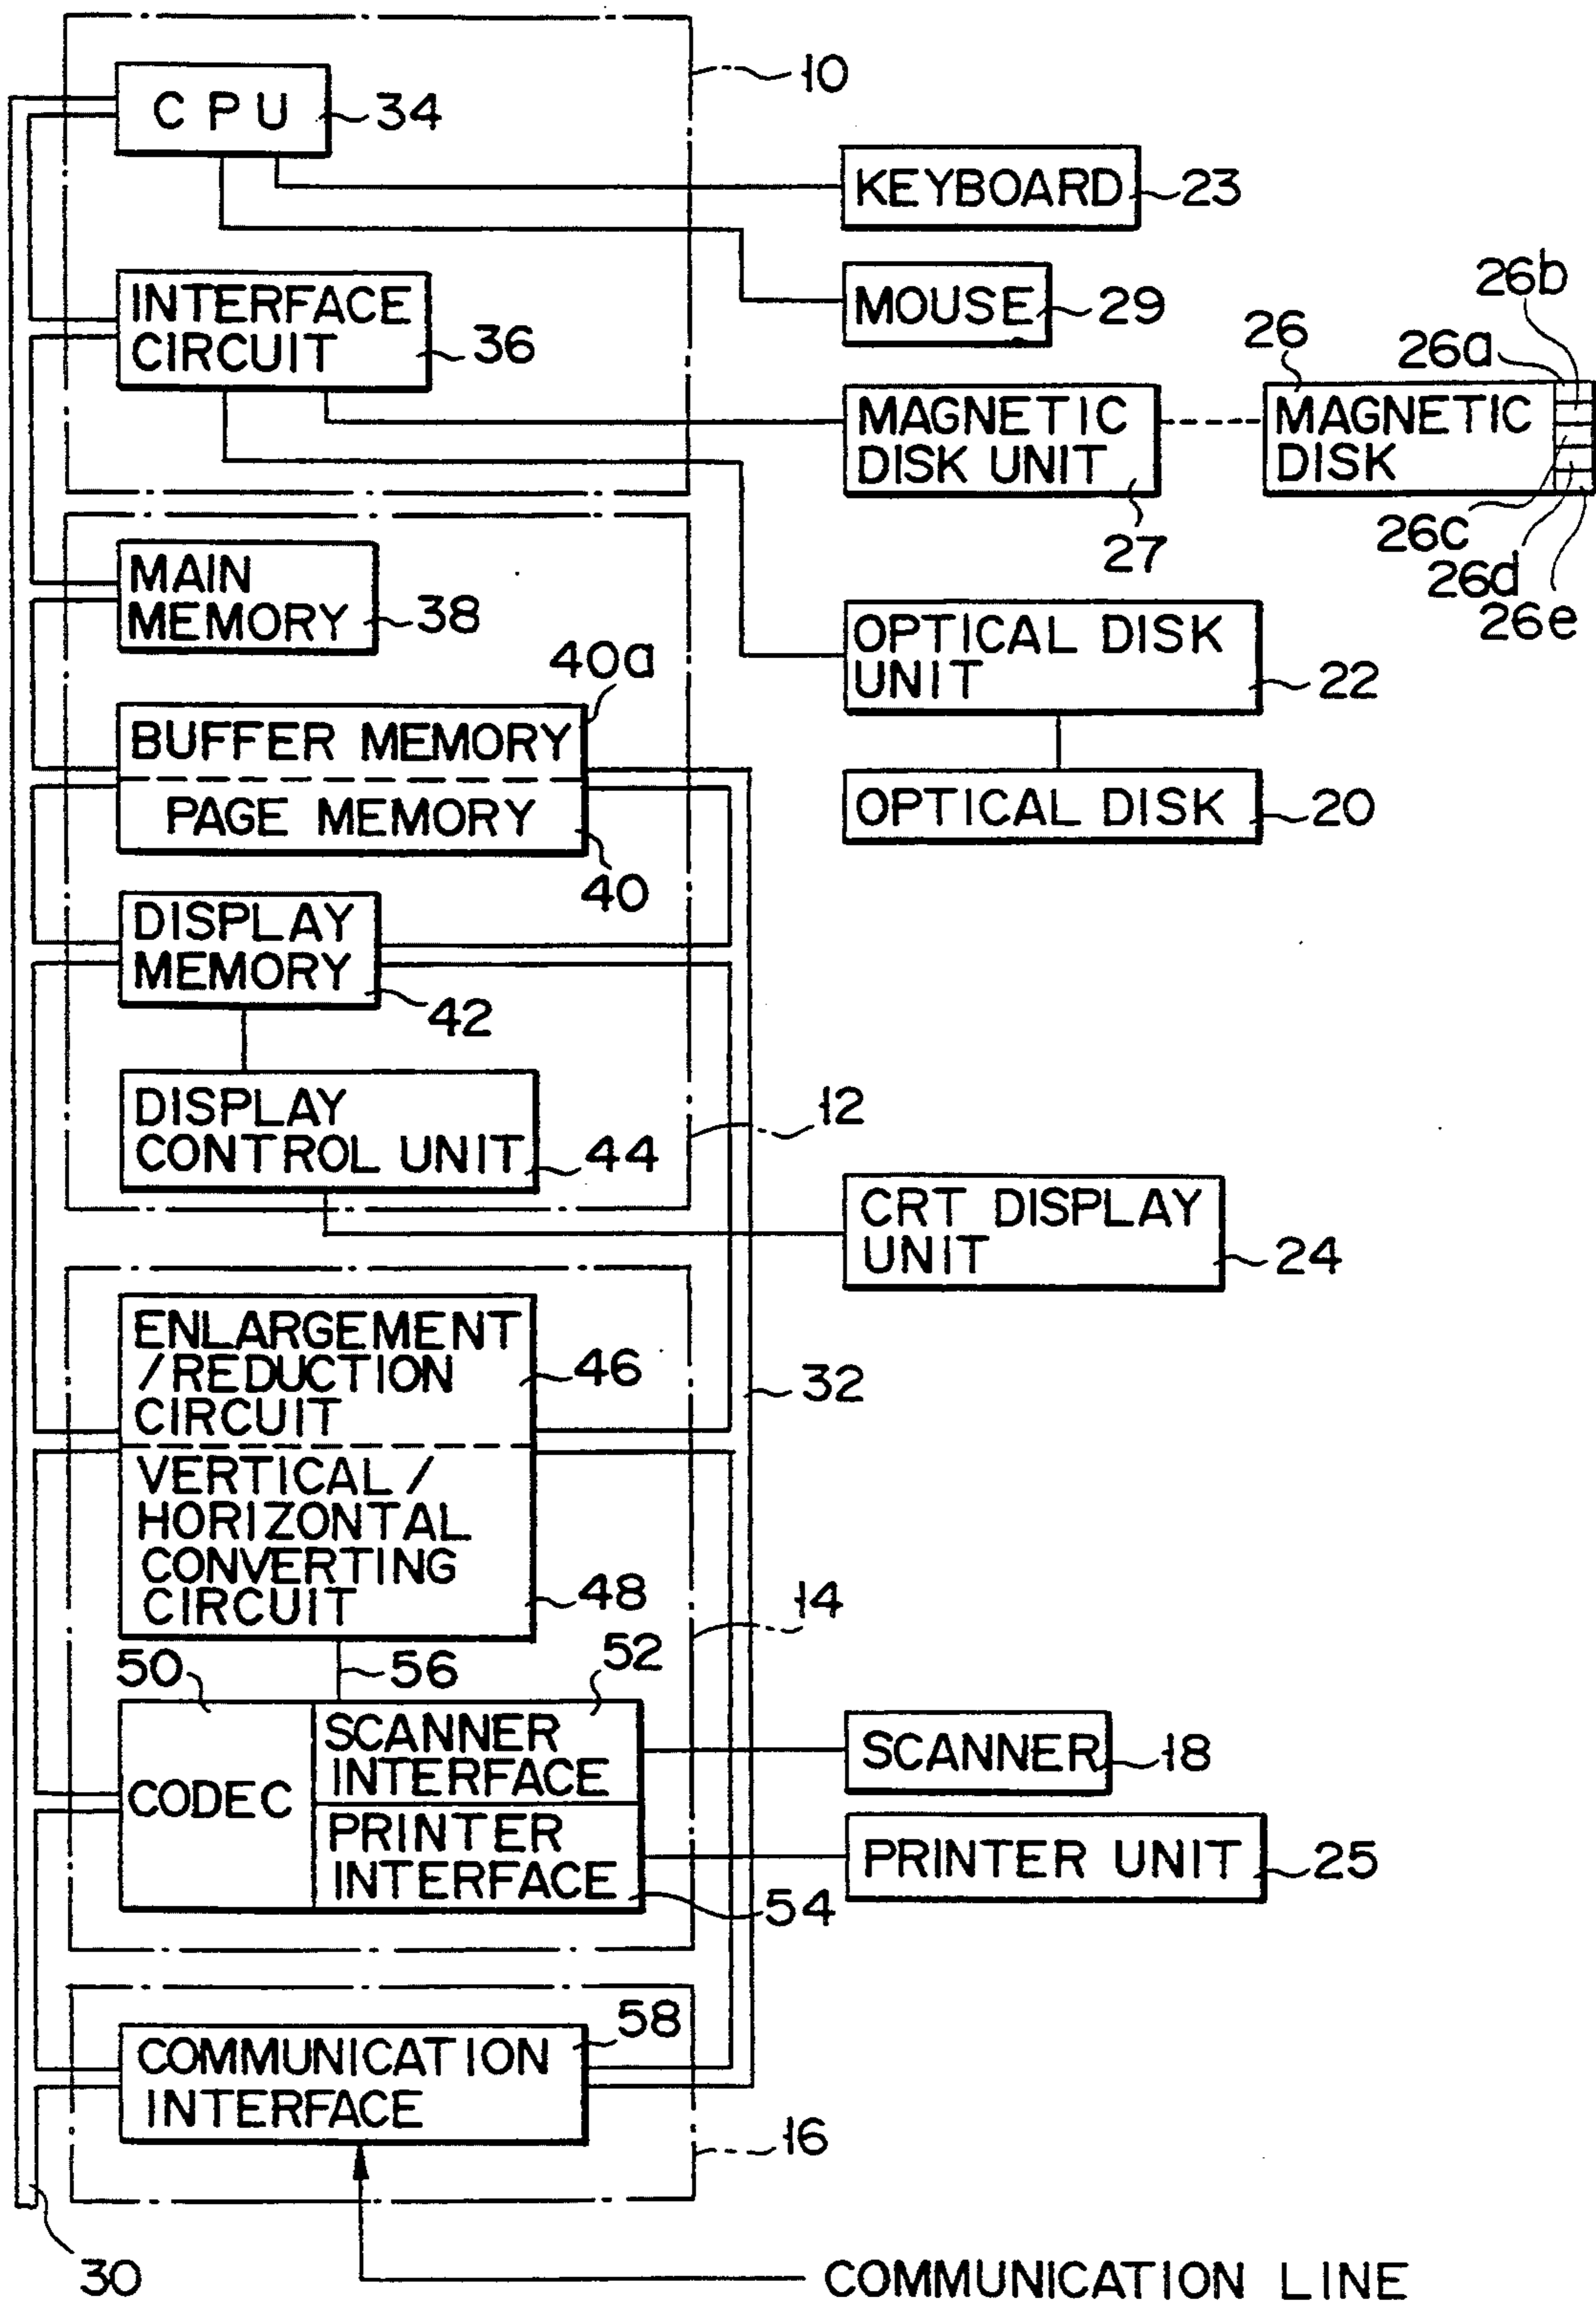 10
CPU
34
KEYBOARD
23
INTERFACE
CIRCUIT
36
MOUSE
29
26b
26
26a
MAGNETIC
DISK UNIT
27
MAGNETIC
DISK
26c
26d
26e
MAIN
MEMORY
38
OPTICAL DISK
UNIT
22
40a
BUFFER MEMORY
PAGE MEMORY
40
OPTICAL DISK
20
DISPLAY
MEMORY
42
DISPLAY
CONTROL UNIT
44
12
CRT DISPLAY
UNIT
24
ENLARGEMENT
/REDUCTION
CIRCUIT
46
32
VERTICAL/
HORIZONTAL
CONVERTING
CIRCUIT
48
14
50
56
52
CODEC
SCANNER
INTERFACE
SCANNER
18
PRINTER
INTERFACE
54
PRINTER UNIT
25
58
COMMUNICATION
INTERFACE
16
30
COMMUNICATION LINE